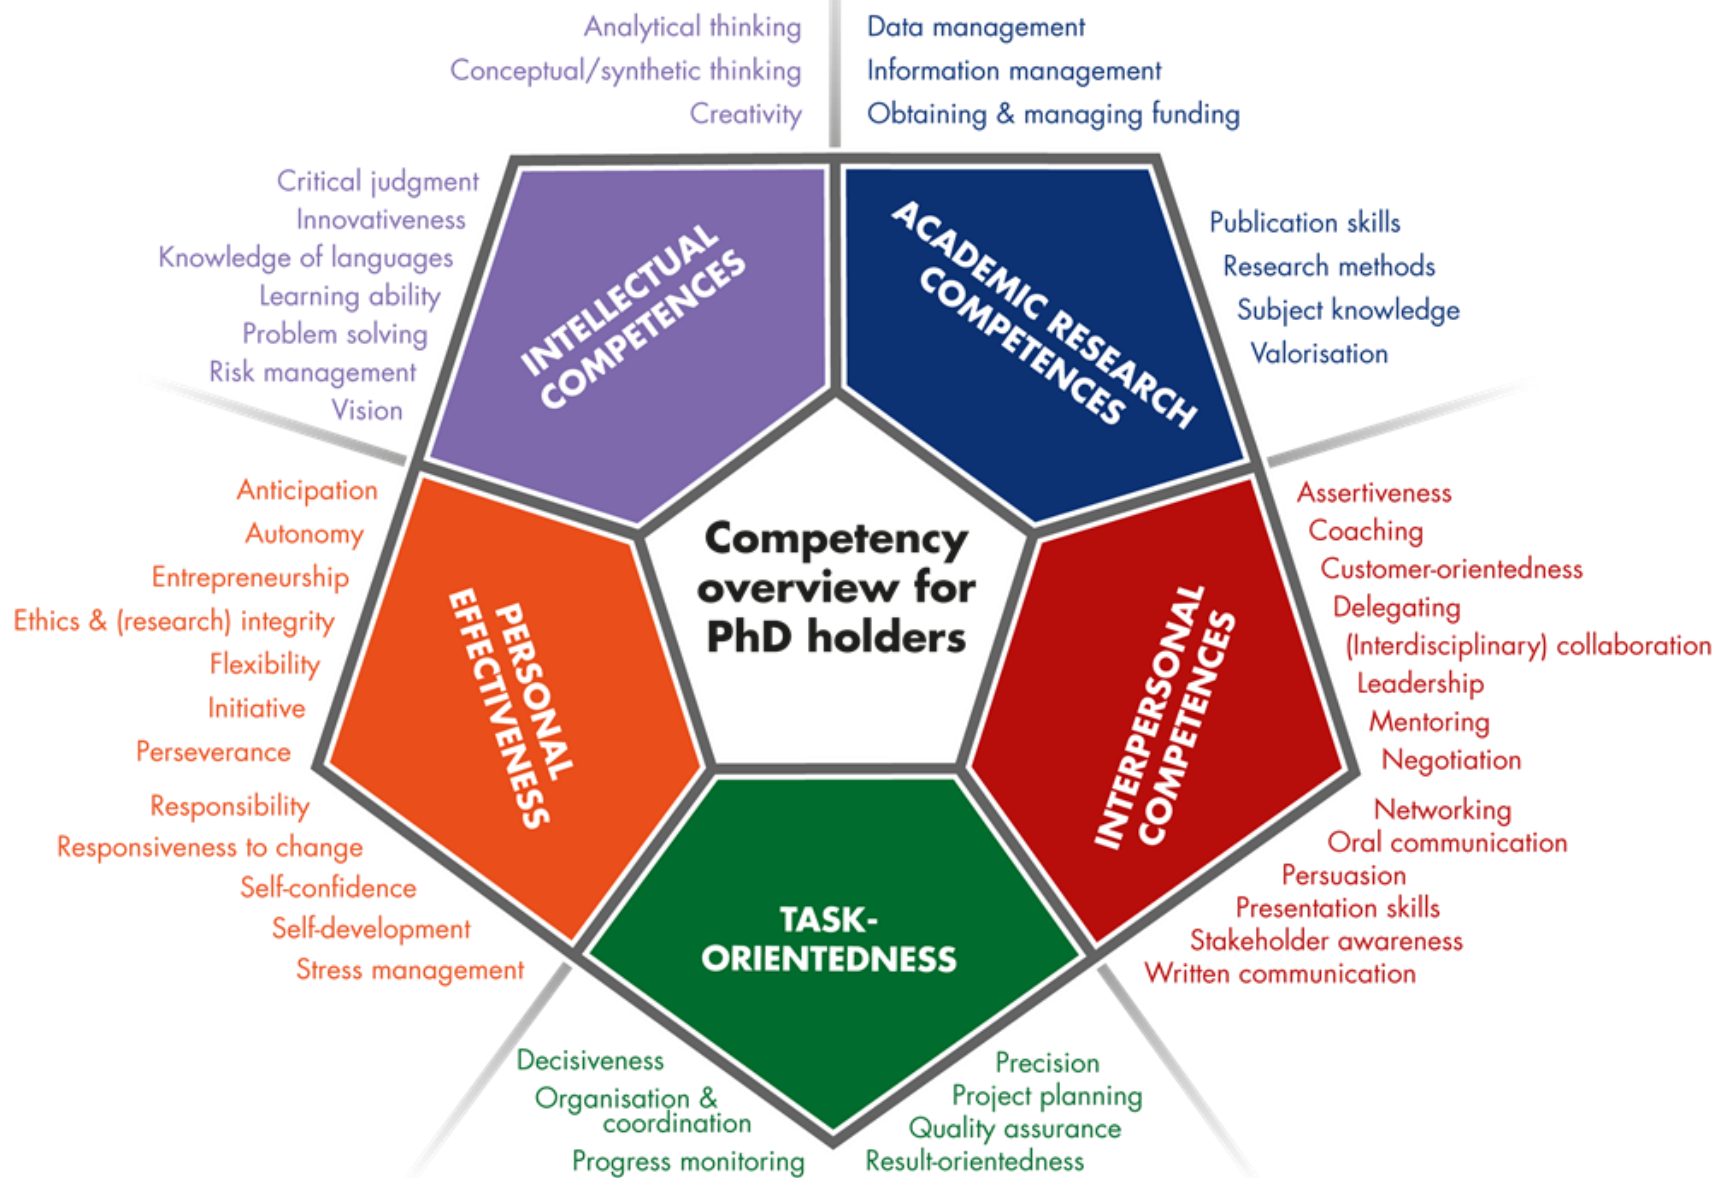 Analytical thinking
Conceptual/synthetic thinking
Creativity
Critical judgment
Innovativeness
Knowledge of languages
Learning ability
Problem solving
Risk management
Vision
INTELLECTUAL
COMPETENCES
Data management
Information management
Obtaining & managing funding
Publication skills
Research methods
Subject knowledge
Valorisation
ACADEMIC RESEARCH
COMPETENCES
Competency
overview for
PhD holders
Anticipation
Autonomy
Entrepreneurship
Ethics & (research) integrity
Flexibility
Initiative
Perseverance
Responsibility
Responsiveness to change
Self-confidence
Self-development
Stress management
PERSONAL
EFFECTIVENESS
Assertiveness
Coaching
Customer-orientedness
Delegating
(Interdisciplinary) collaboration
Leadership
Mentoring
Negotiation
Networking
Oral communication
Persuasion
Presentation skills
Stakeholder awareness
Written communication
INTERPERSONAL
COMPETENCES
TASK-
ORIENTEDNESS
Decisiveness
Organisation &
coordination
Progress monitoring
Precision
Project planning
Quality assurance
Result-orientedness